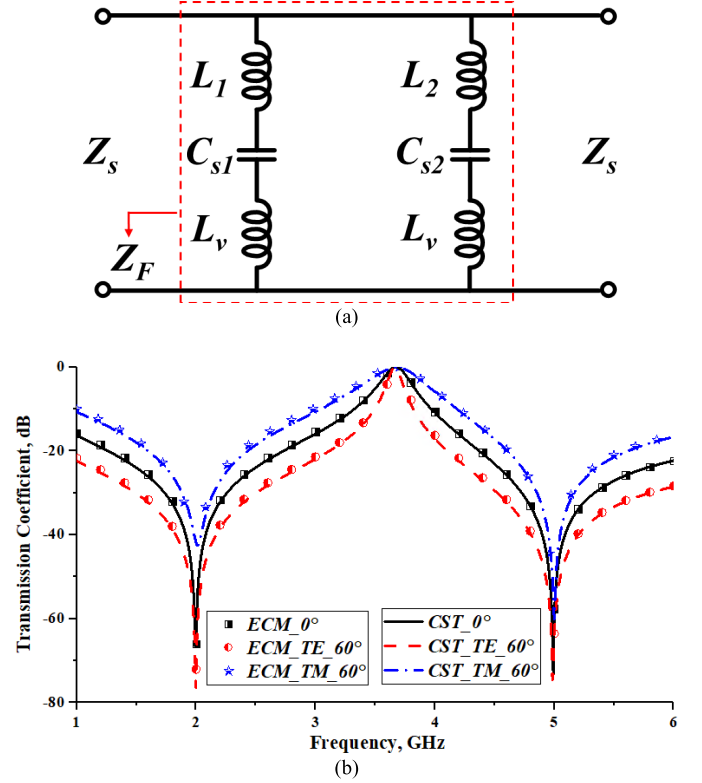 L1 L2
Zs Cs1 Cs2 Zs
Lv Lv
ZF
(a)
Transmission Coefficient, dB
0
-20
-40
-60
-80
ECM_0°
ECM_TE_60°
ECM_TM_60°
CST_0°
CST_TE_60°
CST_TM_60°
1 2 3 4 5 6
Frequency, GHz
(b)